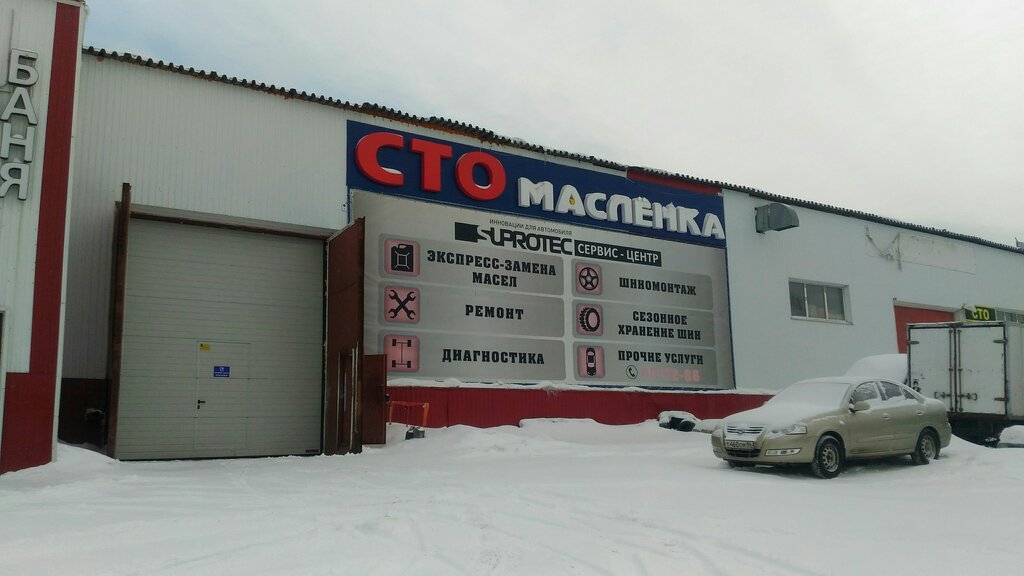 БАНЯ
СТО МАСЛЁНКА
ИННОВАЦИИ ДЛЯ АВТОМОБИЛЯ
SUPROTEC СЕРВИС - ЦЕНТР
ЭКСПРЕСС-ЗАМЕНА
МАСЕЛ
РЕМОНТ
ДИАГНОСТИКА
ШИНОМОНТАЖ
СЕЗОННОЕ
ХРАНЕНИЕ ШИН
ПРОЧИЕ УСЛУГИ
СТО